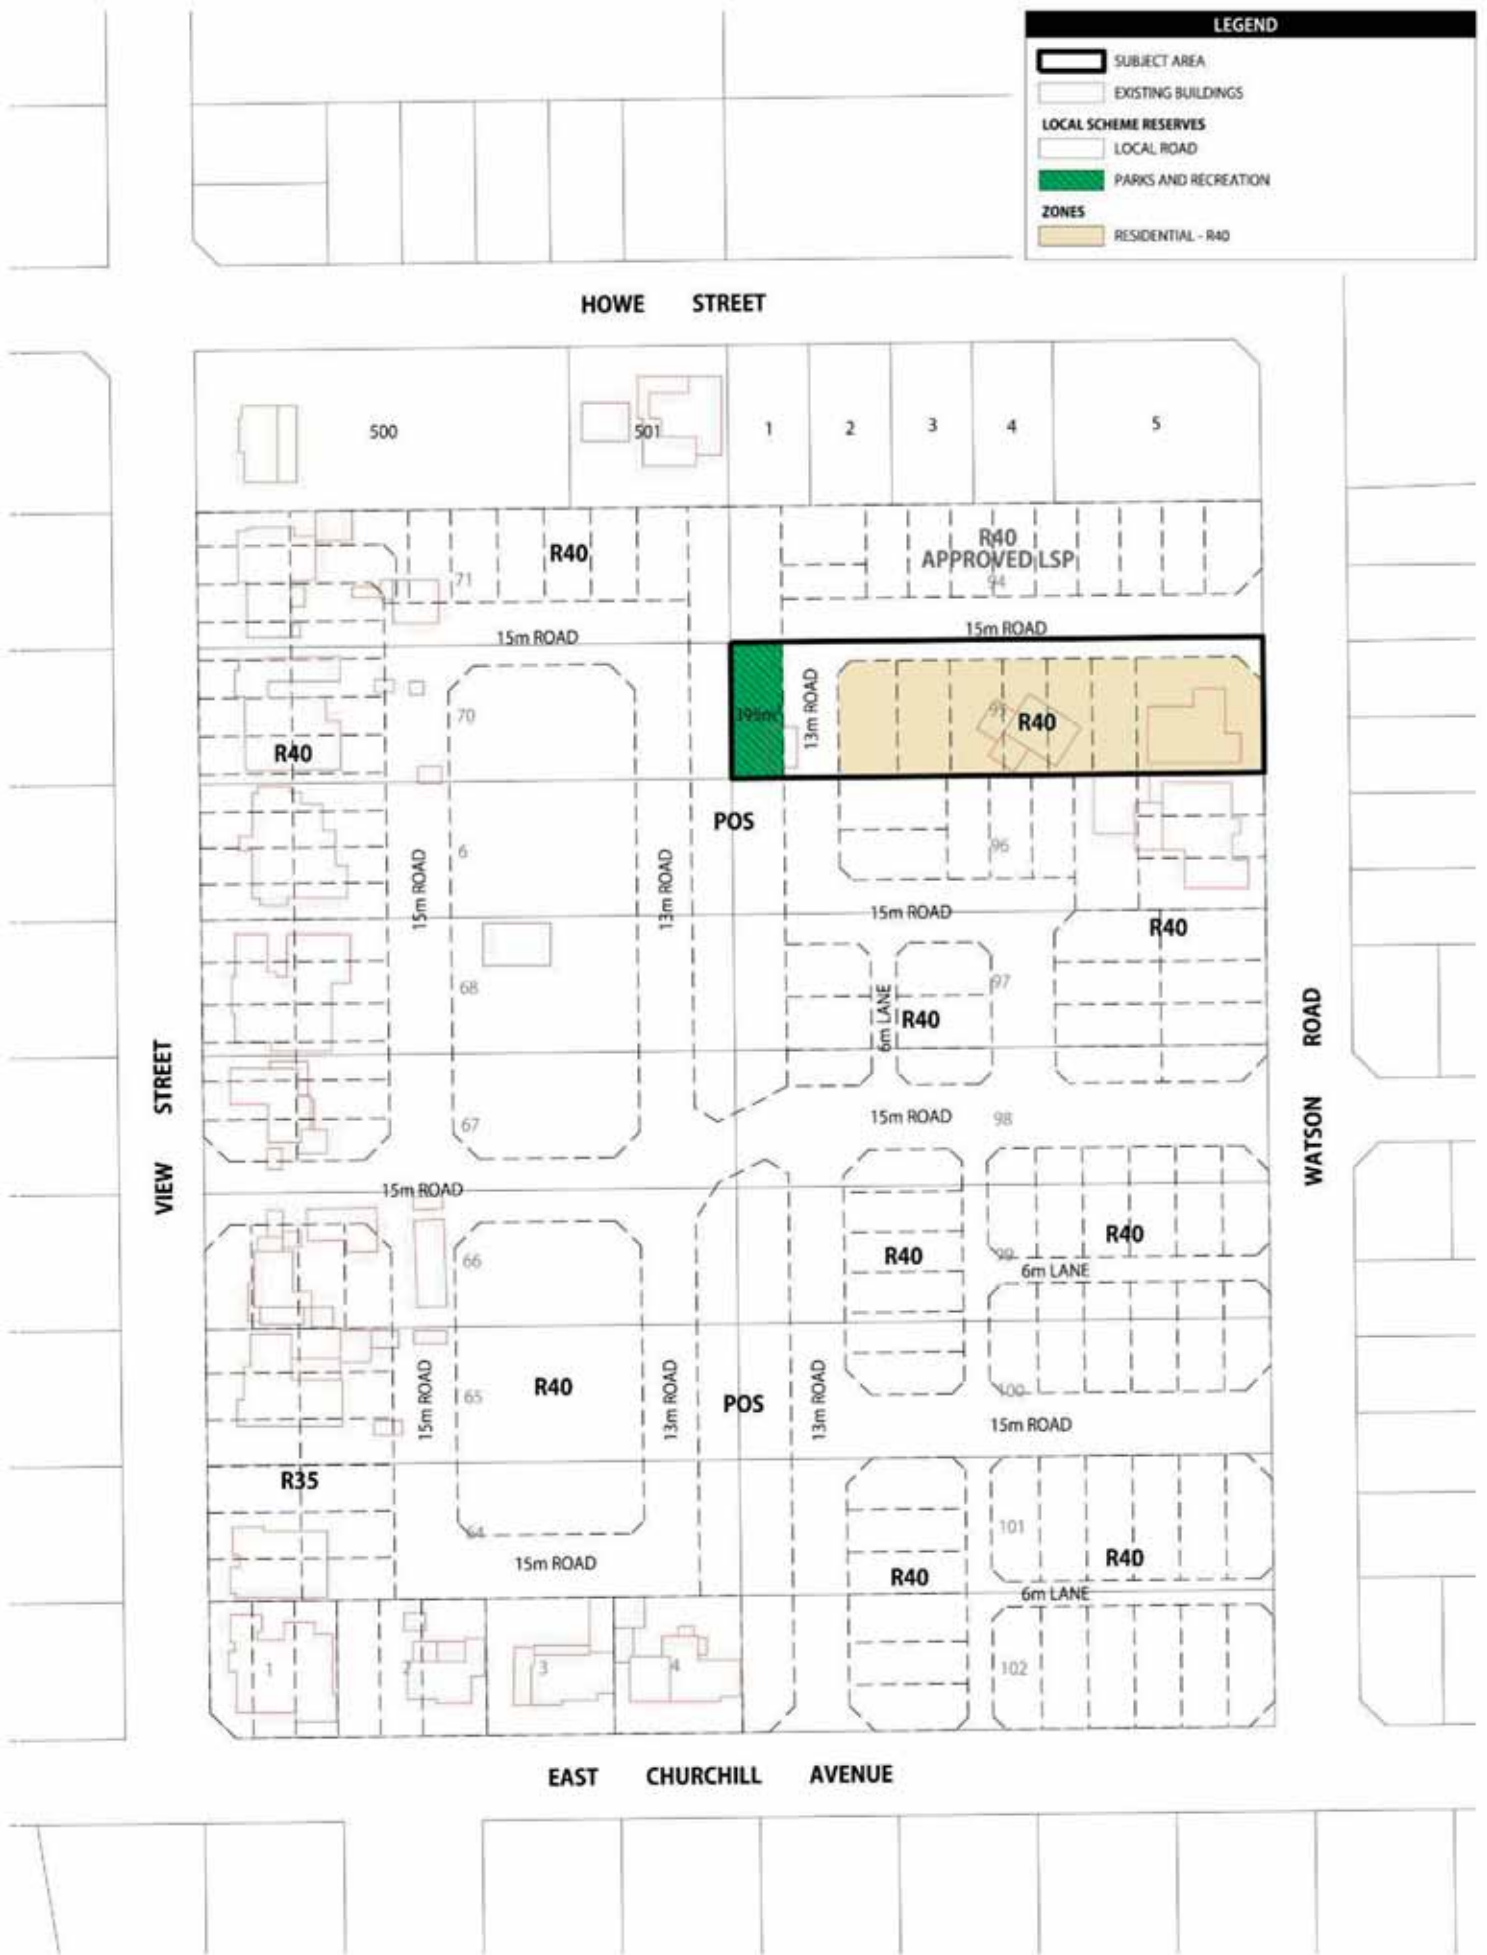 LEGEND
SUBJECT AREA
EXISTING BUILDINGS
LOCAL SCHEME RESERVES
LOCAL ROAD
PARKS AND RECREATION
ZONES
RESIDENTIAL - R40
HOWE STREET
500
501
1
2
3
4
5
R40
R40
APPROVED LSP
71
94
15m ROAD
15m ROAD
13m ROAD
70
R40
R40
POS
15m ROAD
6
13m ROAD
96
15m ROAD
R40
68
97
6m LANE
R40
VIEW STREET
WATSON ROAD
67
15m ROAD
98
15m ROAD
R40
66
R40
99
6m LANE
15m ROAD
65
R40
13m ROAD
POS
13m ROAD
100
15m ROAD
R35
64
15m ROAD
101
R40
R40
6m LANE
1
2
3
4
102
EAST CHURCHILL AVENUE